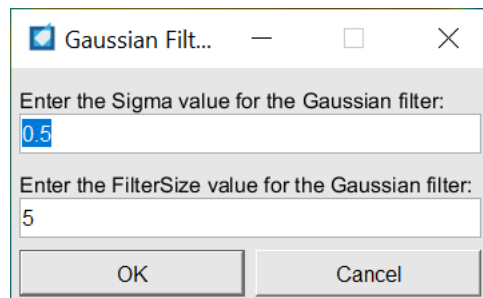 Gaussian Filt...
Enter the Sigma value for the Gaussian filter:
0.5
Enter the FilterSize value for the Gaussian filter:
5
OK Cancel